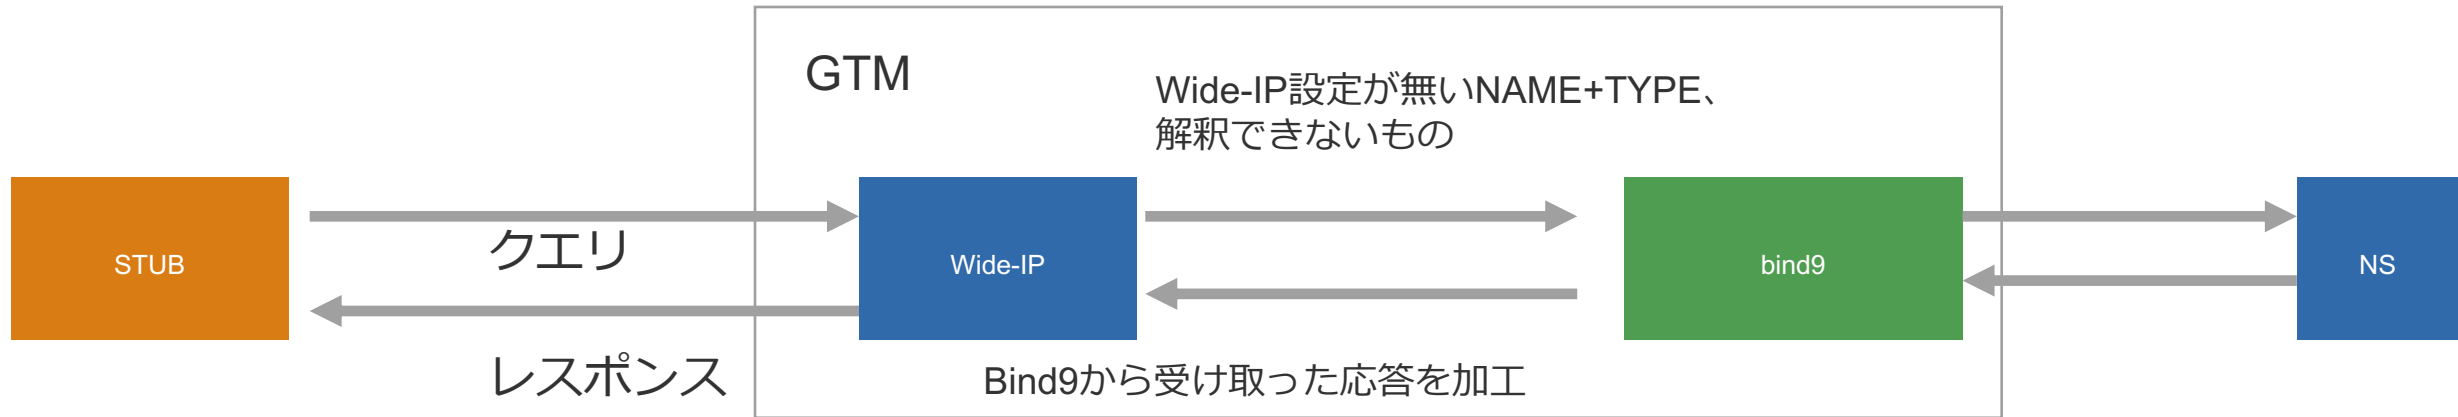 GTM
Wide-IP設定が無いNAME+TYPE、
解釈できないもの
STUB
クエリ
Wide-IP
bind9
NS
レスポンス
Bind9から受け取った応答を加工